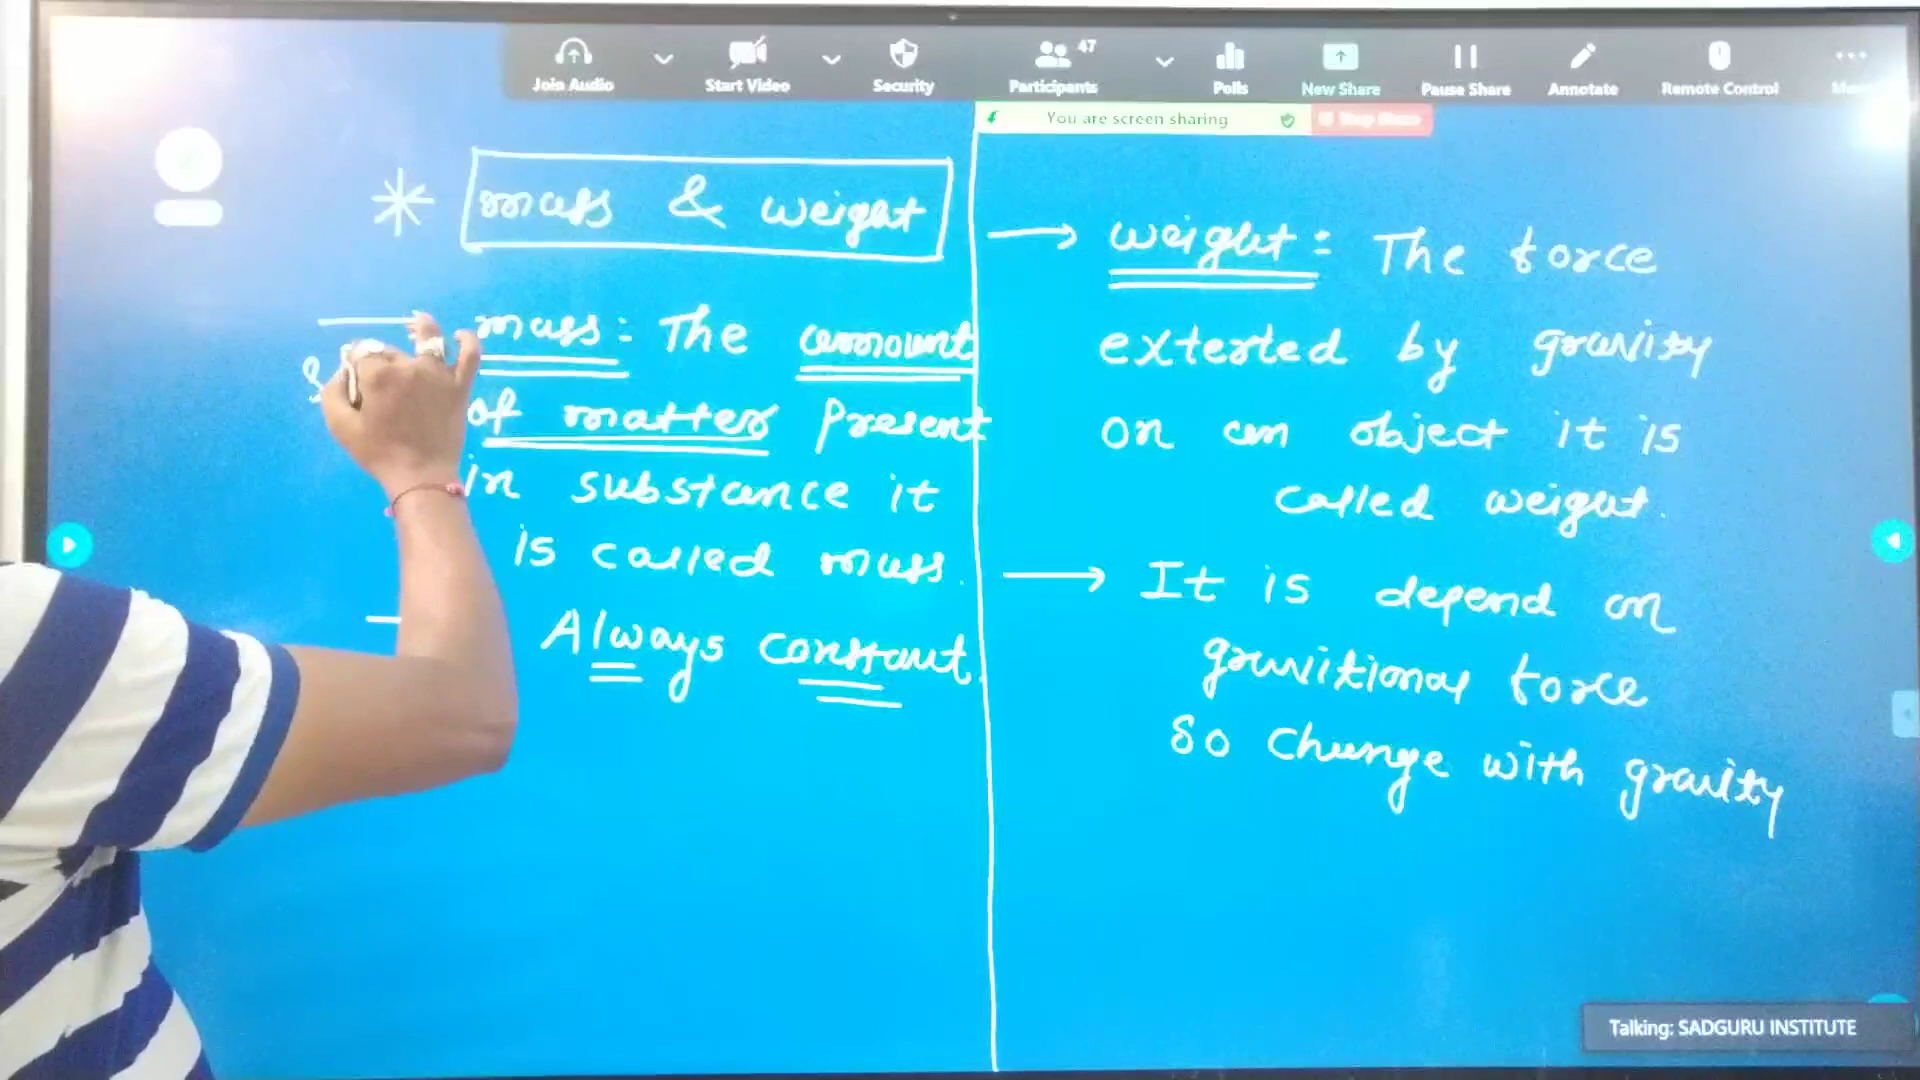 Join Audio
Start Video
Security
Participants 47
Polls
New Share
Pause Share
Annotate
Remote Control
You are screen sharing
Stop Share
mass & weight
mass: The amount
of matter present
in substance it
is called mass.
Always constant.
→ weight: The force
exterted by gravity
on an object it is
called weight.
→ It is depend on
gravitional force
so change with gravity
Talking: SADGURU INSTITUTE